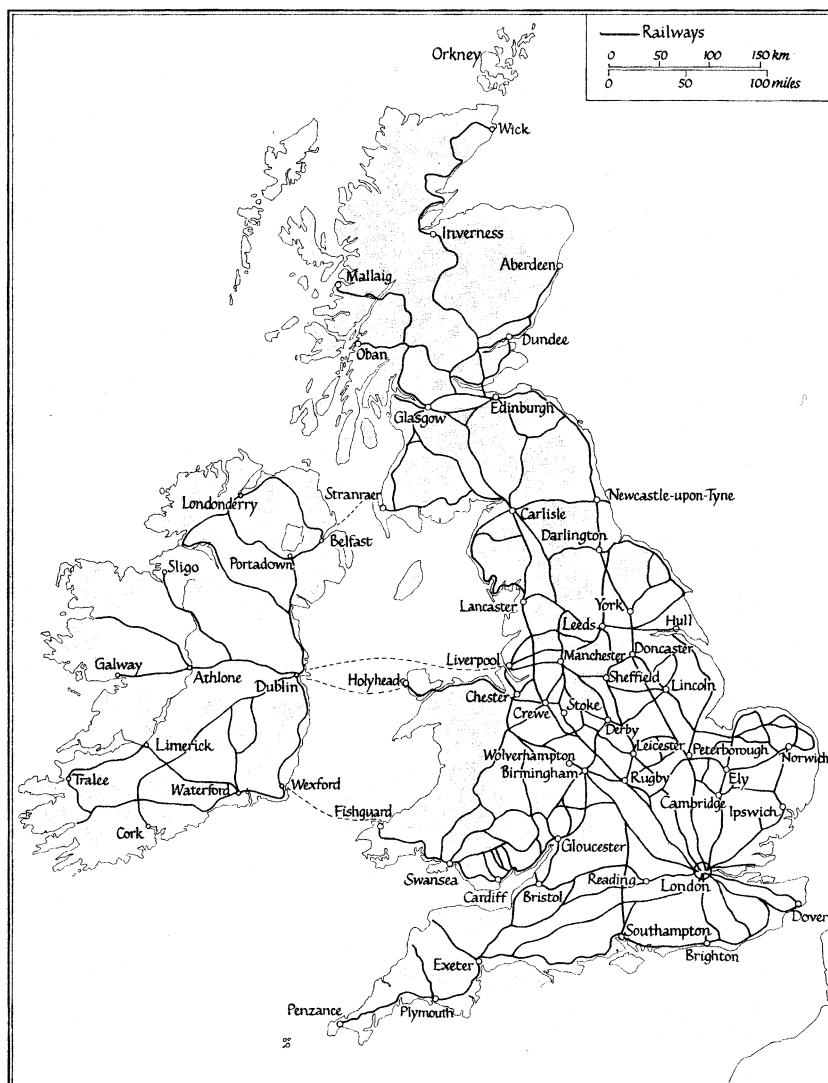 Railways
0 50 100 150 km
0 50 100 miles
Orkney
Wick
Inverness
Aberdeen
Mallaig
Dundee
Oban
Edinburgh
Glasgow
Stranraer
Londonderry
Newcastle-upon-Tyne
Carlisle
Belfast
Darlington
Portadown
Sligo
Lancaster
York
Leeds
Hull
Liverpool
Manchester
Doncaster
Galway
Athlone
Dublin
Holyhead
Sheffield
Lincoln
Chester
Crewe
Stoke
Derby
Limerick
Leicester
Peterborough
Norwich
Wolverhampton
Birmingham
Rugby
Ely
Tralee
Waterford
Wexford
Cambridge
Ipswich
Fishguard
Cork
Gloucester
Swansea
Cardiff
Bristol
Reading
London
Dover
Southampton
Brighton
Exeter
Penzance
Plymouth